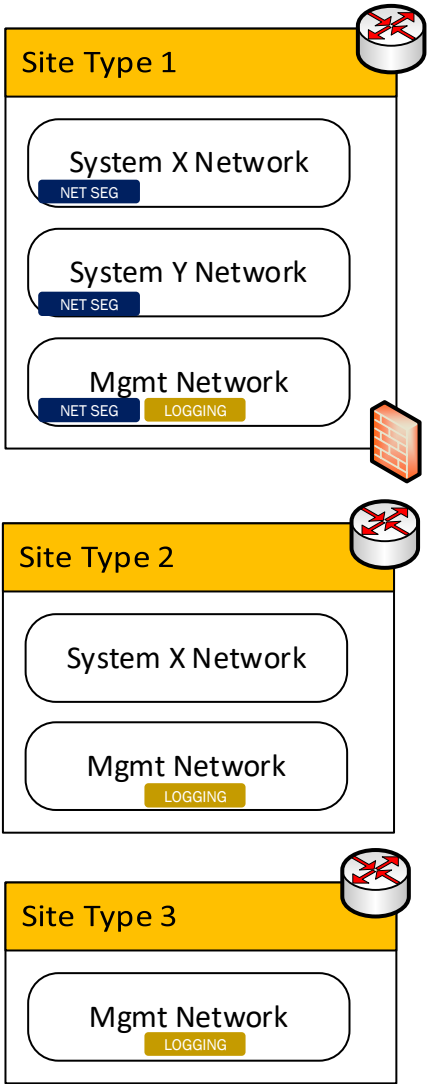 Site Type 1
System X Network
NET SEG
System Y Network
NET SEG
Mgmt Network
NET SEG LOGGING
Site Type 2
System X Network
Mgmt Network
LOGGING
Site Type 3
Mgmt Network
LOGGING